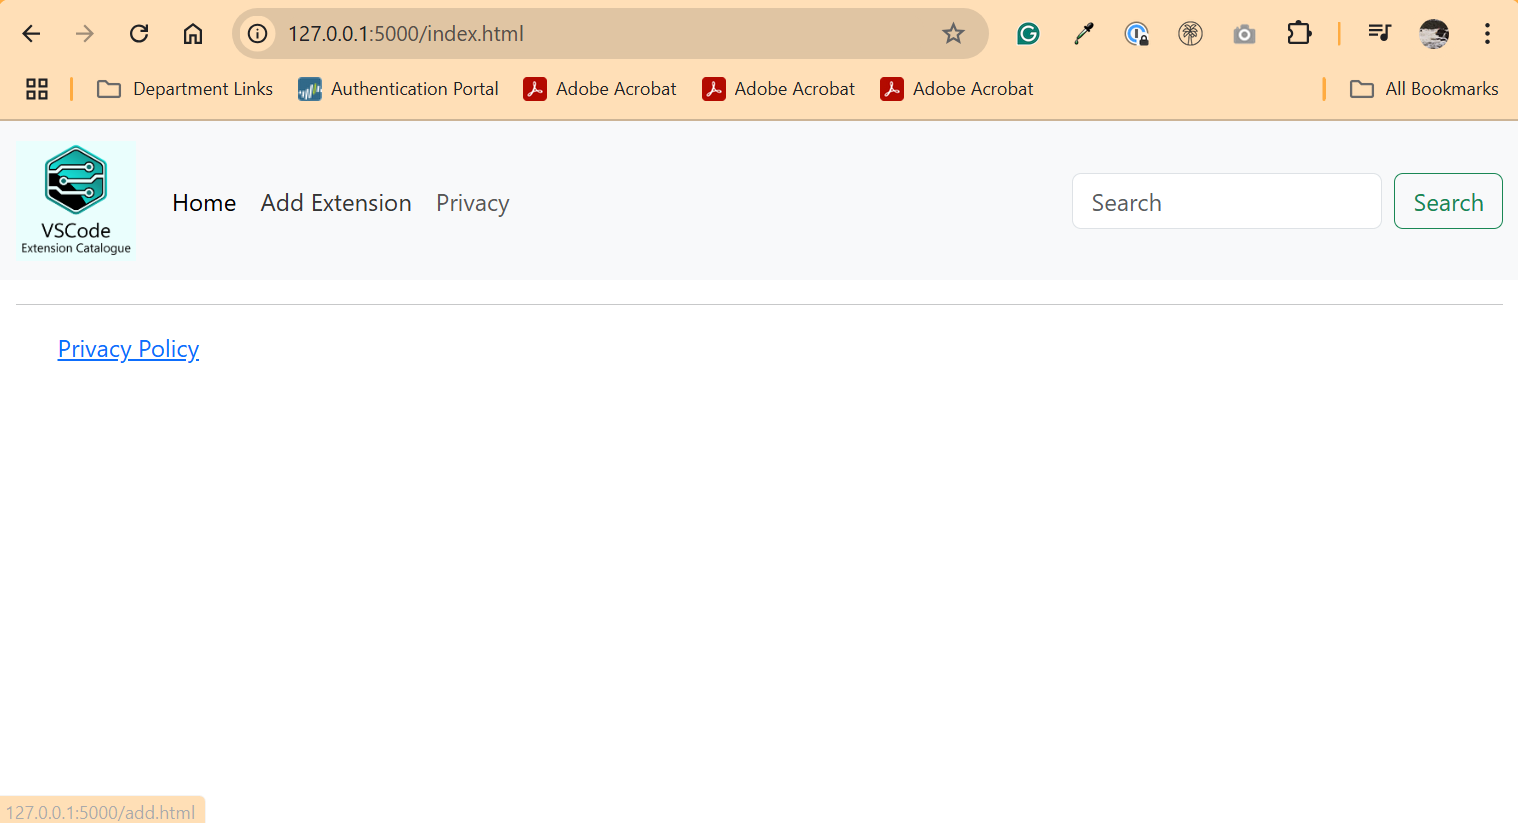 127.0.0.1:5000/index.html
Department Links Authentication Portal Adobe Acrobat Adobe Acrobat Adobe Acrobat All Bookmarks
VSCode
Extension Catalogue
Home Add Extension Privacy Search Search
Privacy Policy
127.0.0.1:5000/add.html